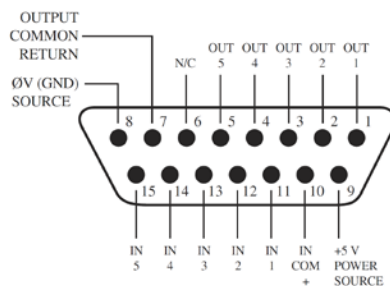 OUTPUT
COMMON
RETURN
ØV (GND)
SOURCE
N/C
OUT
5
OUT
4
OUT
3
OUT
2
OUT
1
8 7 6 5 4 3 2 1
15 14 13 12 11 10 9
IN
5
IN
4
IN
3
IN
2
IN
1
IN
COM
+
+5 V
POWER
SOURCE